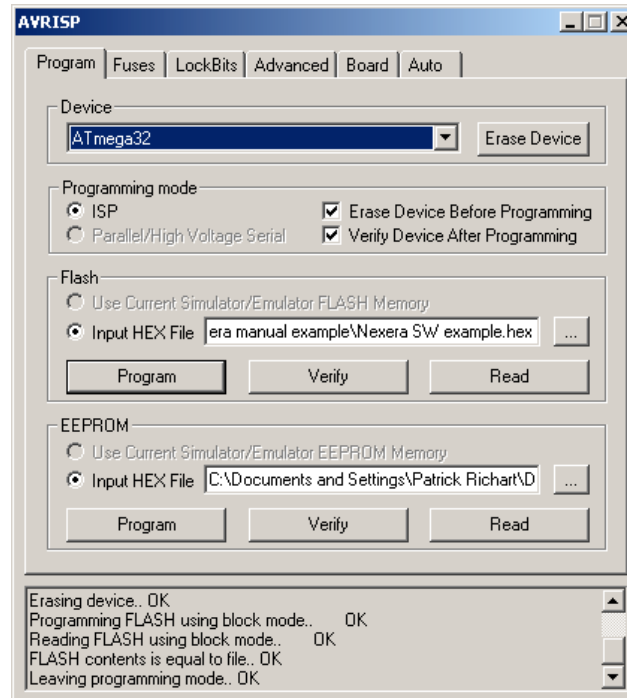 AVRISP
Program Fuses LockBits Advanced Board Auto
Device
ATmega32 Erase Device
Programming mode
ISP Erase Device Before Programming
Parallel/High Voltage Serial Verify Device After Programming
Flash
Use Current Simulator/Emulator FLASH Memory
Input HEX File era manual example\Nexera SW example.hex ...
Program Verify Read
EEPROM
Use Current Simulator/Emulator EEPROM Memory
Input HEX File C:\Documents and Settings\Patrick Richart\D ...
Program Verify Read
Erasing device.. OK
Programming FLASH using block mode.. OK
Reading FLASH using block mode.. OK
FLASH contents is equal to file.. OK
Leaving programming mode.. OK